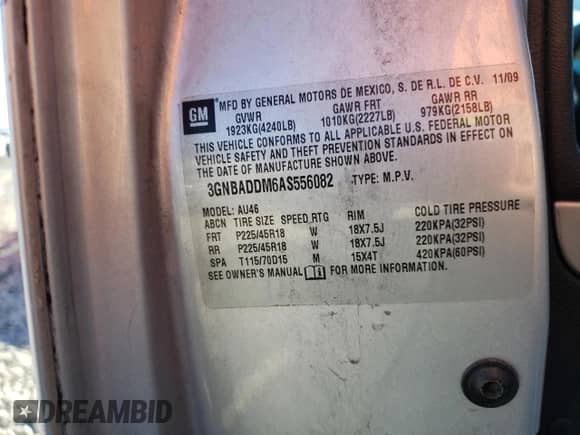 GM
MFD BY GENERAL MOTORS DE MEXICO, S. DE R.L. DE C.V. 11/09
GVWR GAWR FRT GAWR RR
1923KG(4240LB) 1010KG(2227LB) 979KG(2158LB)
THIS VEHICLE CONFORMS TO ALL APPLICABLE U.S. FEDERAL MOTOR
VEHICLE SAFETY AND THEFT PREVENTION STANDARDS IN EFFECT ON
THE DATE OF MANUFACTURE SHOWN ABOVE.
3GNBADDM6AS556082 TYPE: M.P.V.
MODEL: AU46
ABCN TIRE SIZE SPEED RTG RIM COLD TIRE PRESSURE
FRT P225/45R18 W 18X7.5J 220KPA(32PSI)
RR P225/45R18 W 18X7.5J 220KPA(32PSI)
SPA T115/70D15 M 15X4T 420KPA(60PSI)
SEE OWNER'S MANUAL FOR MORE INFORMATION.
DREAMBID